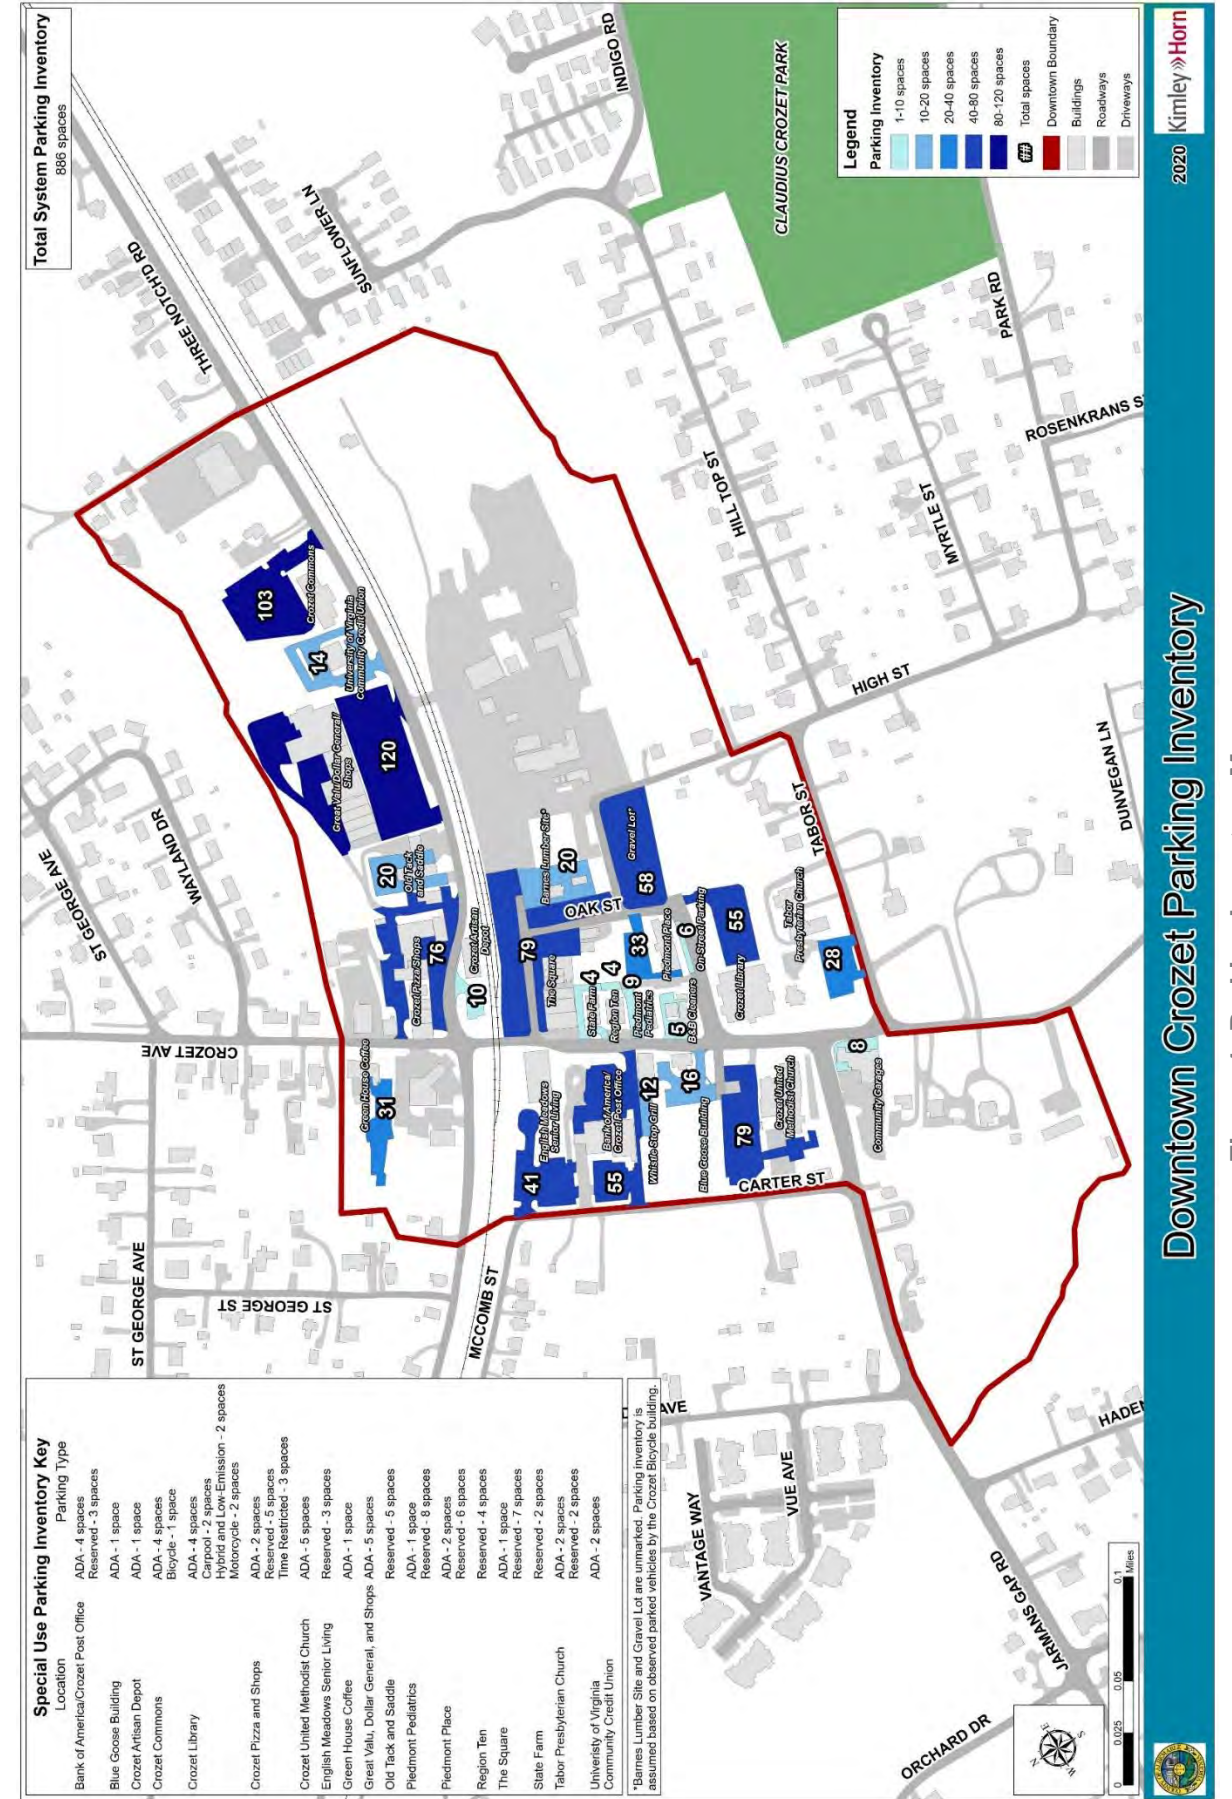 Total System Parking Inventory
886 spaces
Special Use Parking Inventory Key
Location Parking Type
Bank of America/Crozet Post Office ADA - 4 spaces
Reserved - 3 spaces
Blue Goose Building ADA - 1 space
Crozet Artisan Depot ADA - 1 space
Crozet Commons ADA - 4 spaces
Bicycle - 1 space
Crozet Library ADA - 4 spaces
Carpool - 2 spaces
Hybrid and Low-Emission - 2 spaces
Motorcycle - 2 spaces
Crozet Pizza and Shops ADA - 2 spaces
Reserved - 5 spaces
Time Restricted - 3 spaces
Crozet United Methodist Church ADA - 5 spaces
English Meadows Senior Living Reserved - 3 spaces
Green House Coffee ADA - 1 space
Great Valu, Dollar General, and Shops ADA - 5 spaces
Old Tack and Saddle Reserved - 5 spaces
Piedmont Pediatrics ADA - 1 space
Reserved - 8 spaces
Piedmont Place ADA - 2 spaces
Reserved - 6 spaces
Region Ten Reserved - 4 spaces
The Square ADA - 1 space
Reserved - 7 spaces
State Farm Reserved - 2 spaces
Tabor Presbyterian Church ADA - 2 spaces
Reserved - 2 spaces
Univeristy of Virginia
Community Credit Union ADA - 2 spaces
*Barnes Lumber Site and Gravel Lot are unmarked. Parking inventory is
assumed based on observed parked vehicles by the Crozet Bicycle building.
ST GEORGE AVE
ST GEORGE ST
ST GEORGE AVE
WAYLAND DR
CROZET AVE
THREE NOTCH'D RD
SUNFLOWER LN
INDIGO RD
CLAUDIUS CROZET PARK
MCCOMB ST
OAK ST
CARTER ST
TABOR ST
HILL TOP ST
MYRTLE ST
PARK RD
ROSENKRANS S
HIGH ST
DUNVEGAN LN
AVE
VANTAGE WAY
VUE AVE
HADEN
JARMANS GAP RD
ORCHARD DR
103
Crozet Commons
14
University of Virginia
Community Credit Union
Great Valu/Dollar General/
Shops
120
20
Old Tack
and Saddle
Crozet Pizza/Shops
76
10
Crozet Artisan
Depot
Green House Coffee
31
79
The Square
Barnes Lumber Site*
20
Gravel Lot*
58
State Farm
4
Region Ten
4
Piedmont
Pediatrics
9
33
Piedmont Place
6
On-Street Parking
5
B&B Cleaners
55
Crozet Library
Tabor
Presbyterian Church
28
English Meadows
Senior Living
41
Bank of America/
Crozet Post Office
55
Whistle Stop Grill
12
16
Blue Goose Building
79
Crozet United
Methodist Church
8
Community Garages
Legend
Parking Inventory
1-10 spaces
10-20 spaces
20-40 spaces
40-80 spaces
80-120 spaces
## Total spaces
Downtown Boundary
Buildings
Roadways
Driveways
N
E
S
W
0 0.025 0.05 0.1
Miles
Downtown Crozet Parking Inventory
2020 Kimley»Horn